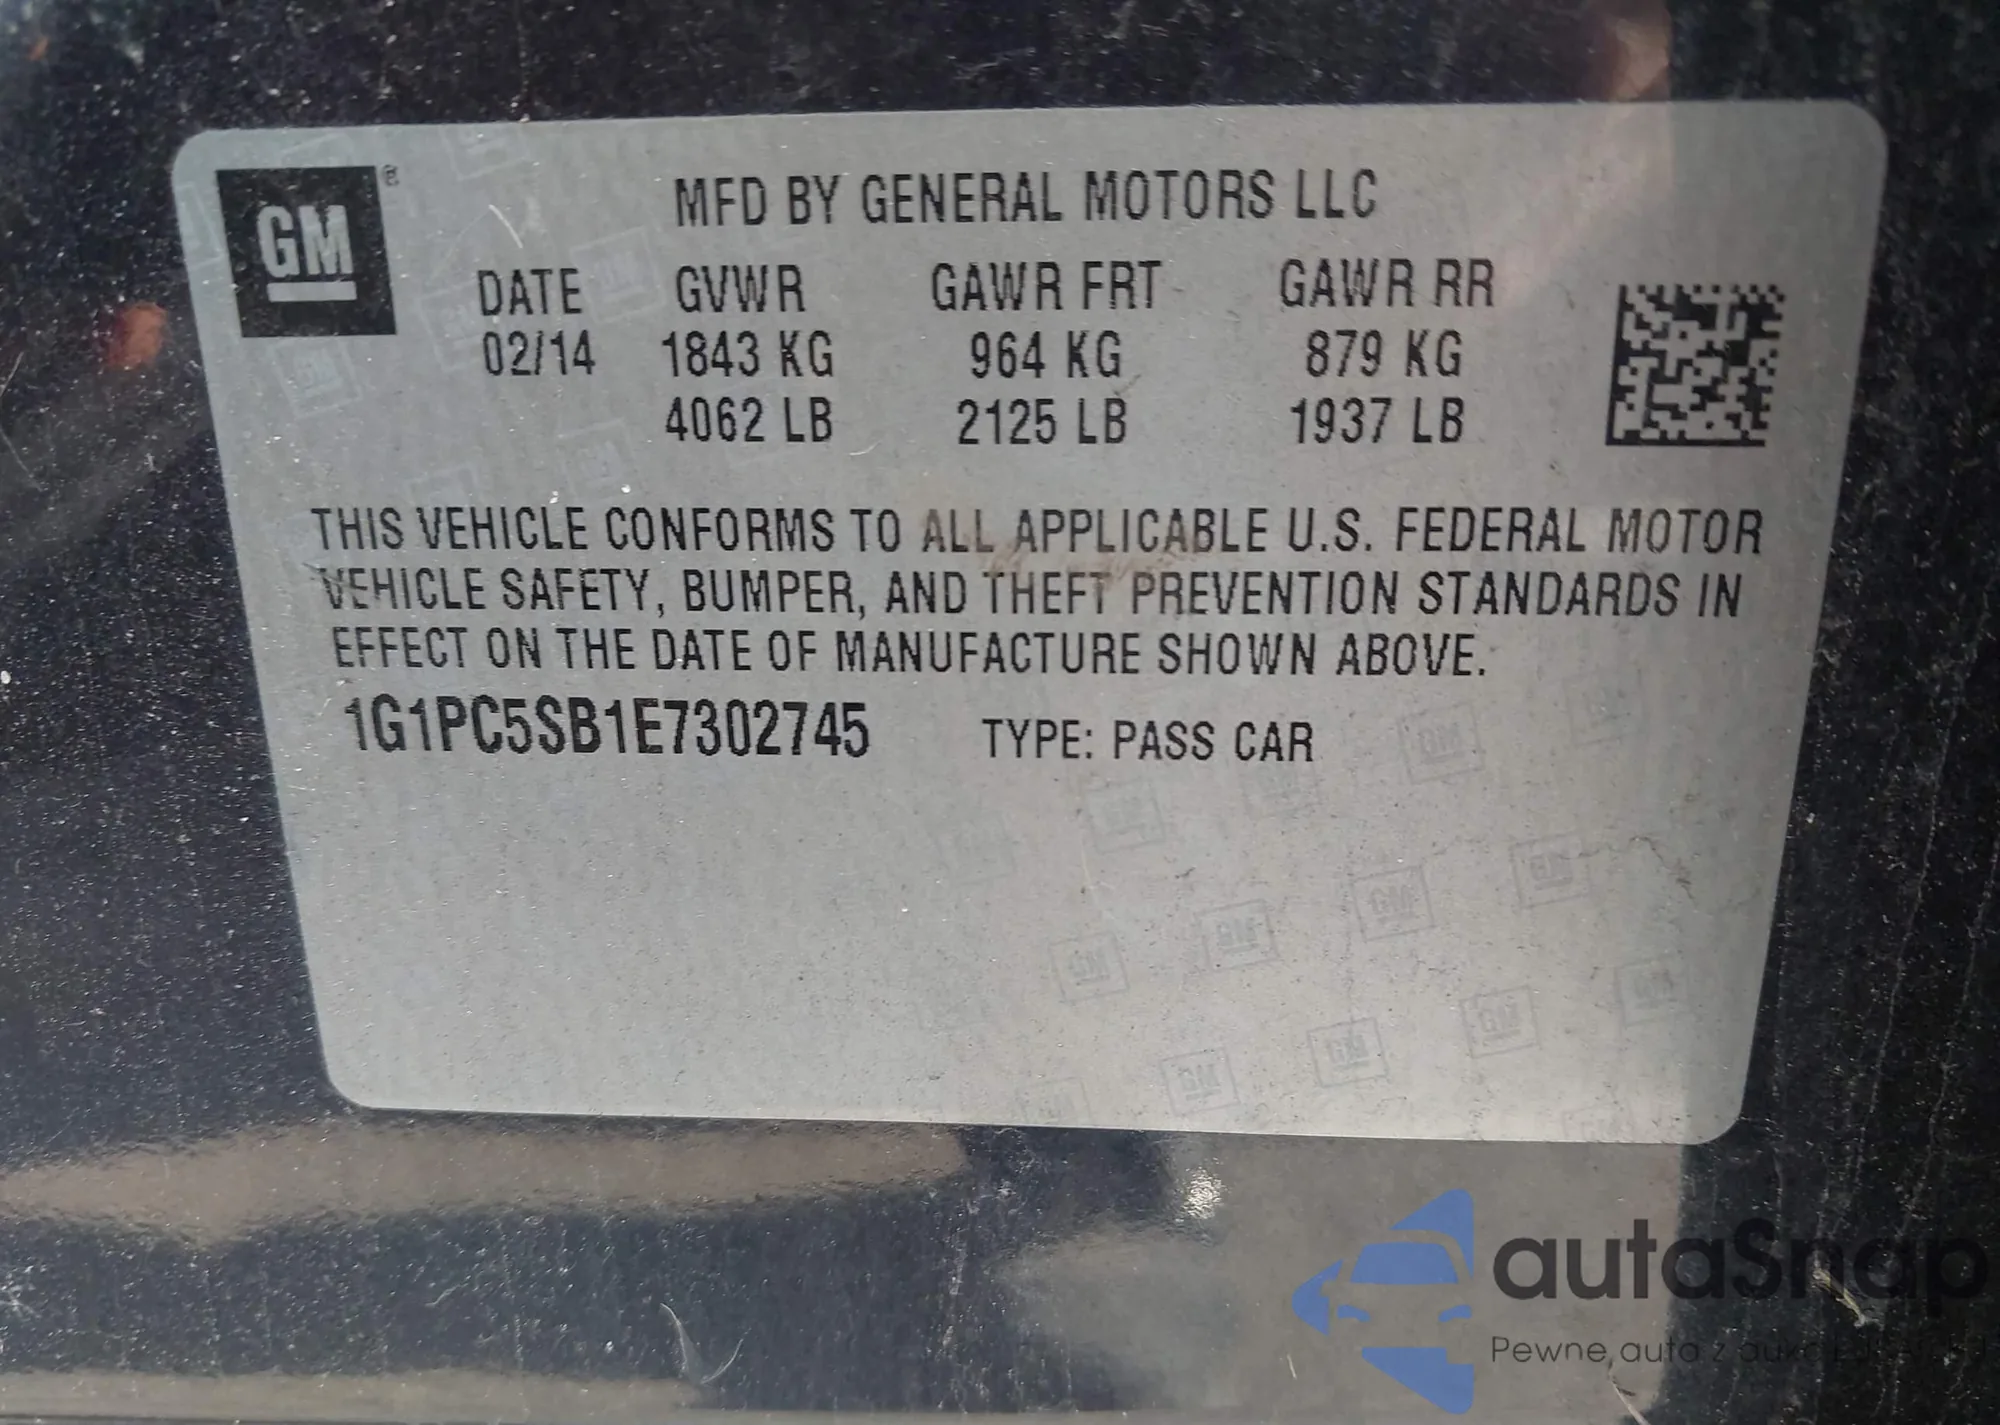 GM ®
MFD BY GENERAL MOTORS LLC
DATE GVWR GAWR FRT GAWR RR
02/14 1843 KG 964 KG 879 KG
4062 LB 2125 LB 1937 LB
THIS VEHICLE CONFORMS TO ALL APPLICABLE U.S. FEDERAL MOTOR
VEHICLE SAFETY, BUMPER, AND THEFT PREVENTION STANDARDS IN
EFFECT ON THE DATE OF MANUFACTURE SHOWN ABOVE.
1G1PC5SB1E7302745 TYPE: PASS CAR
autaSnap
Pewne auta z